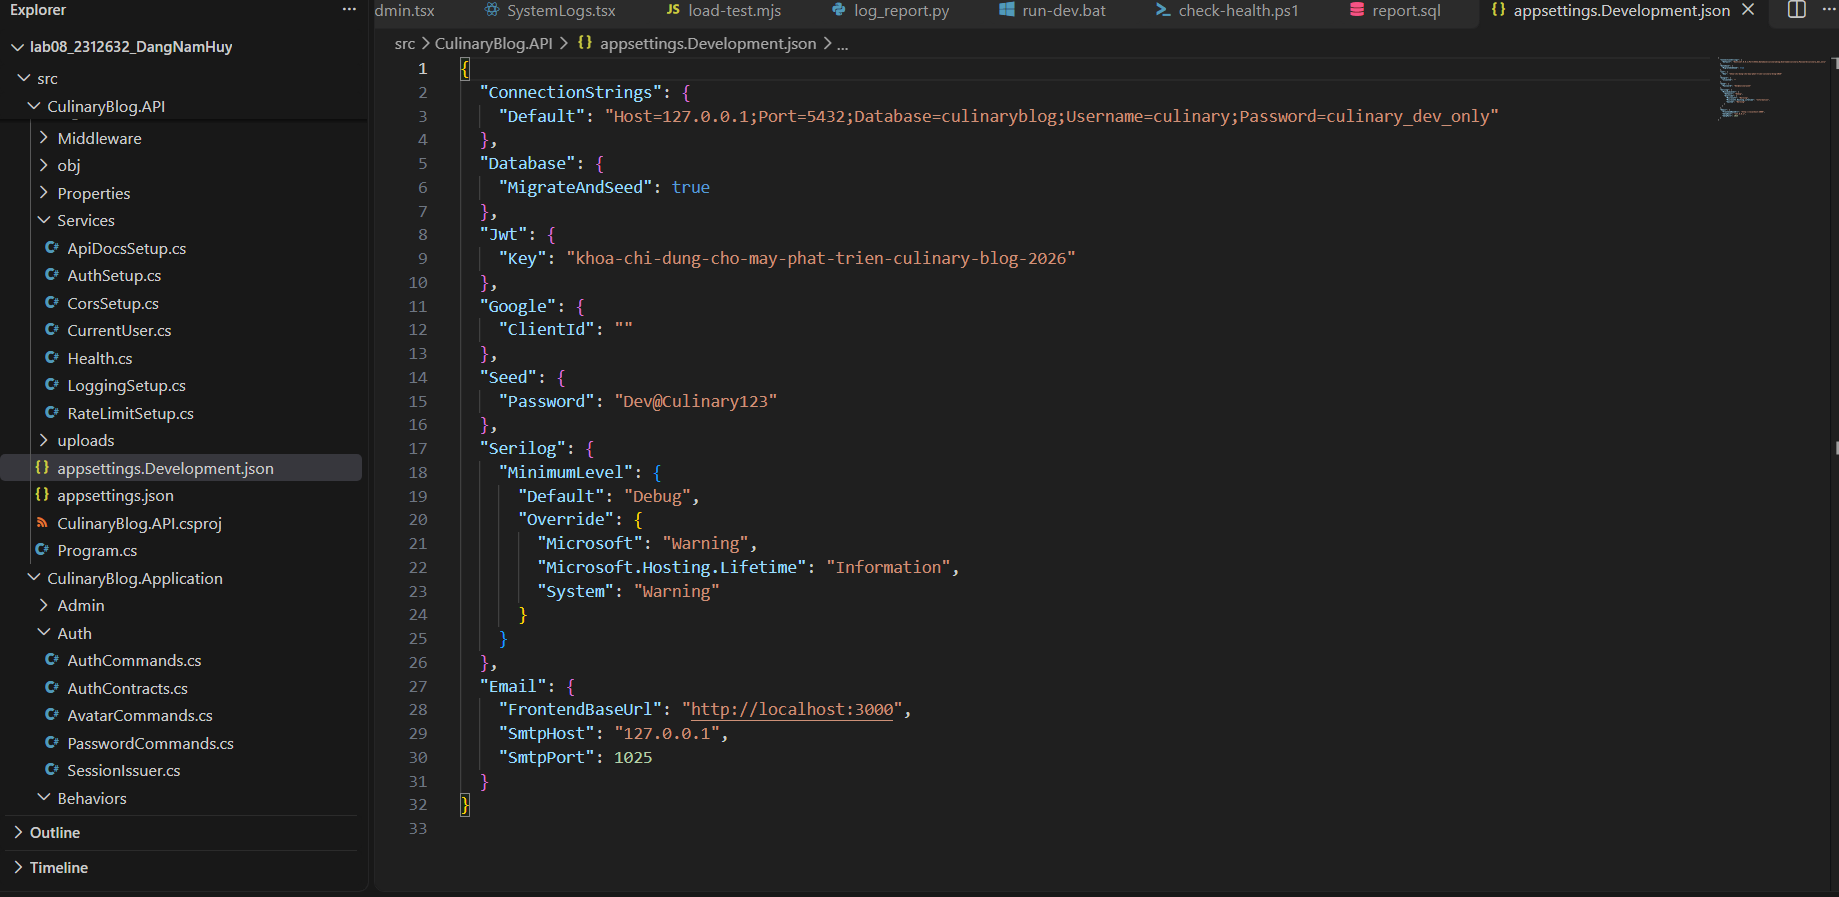 Explorer
lab08_2312632_DangNamHuy
src
CulinaryBlog.API
Middleware
obj
Properties
Services
ApiDocsSetup.cs
AuthSetup.cs
CorsSetup.cs
CurrentUser.cs
Health.cs
LoggingSetup.cs
RateLimitSetup.cs
uploads
appsettings.Development.json
appsettings.json
CulinaryBlog.API.csproj
Program.cs
CulinaryBlog.Application
Admin
Auth
AuthCommands.cs
AuthContracts.cs
AvatarCommands.cs
PasswordCommands.cs
SessionIssuer.cs
Behaviors
Outline
Timeline
dmin.tsx SystemLogs.tsx JS load-test.mjs log_report.py run-dev.bat check-health.ps1 report.sql {} appsettings.Development.json
src > CulinaryBlog.API > {} appsettings.Development.json > ...
1 {
2 "ConnectionStrings": {
3 "Default": "Host=127.0.0.1;Port=5432;Database=culinaryblog;Username=culinary;Password=culinary_dev_only"
4 },
5 "Database": {
6 "MigrateAndSeed": true
7 },
8 "Jwt": {
9 "Key": "khoa-chi-dung-cho-may-phat-trien-culinary-blog-2026"
10 },
11 "Google": {
12 "ClientId": ""
13 },
14 "Seed": {
15 "Password": "Dev@Culinary123"
16 },
17 "Serilog": {
18 "MinimumLevel": {
19 "Default": "Debug",
20 "Override": {
21 "Microsoft": "Warning",
22 "Microsoft.Hosting.Lifetime": "Information",
23 "System": "Warning"
24 }
25 }
26 },
27 "Email": {
28 "FrontendBaseUrl": "http://localhost:3000",
29 "SmtpHost": "127.0.0.1",
30 "SmtpPort": 1025
31 }
32 }
33